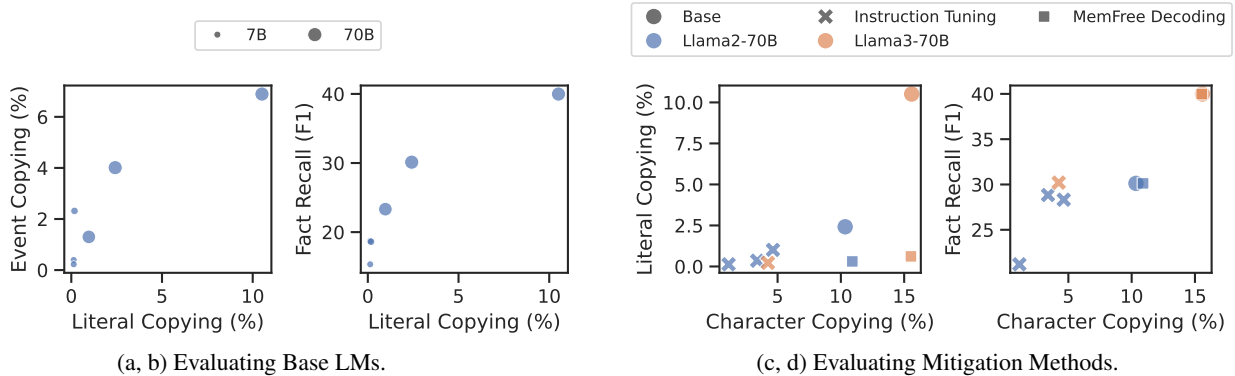 7B 70B
Base Instruction Tuning MemFree Decoding
Llama2-70B Llama3-70B
Event Copying (%)
6
4
2
0
0 5 10
Literal Copying (%)
Fact Recall (F1)
40
30
20
0 5 10
Literal Copying (%)
(a, b) Evaluating Base LMs.
Literal Copying (%)
10.0
7.5
5.0
2.5
0.0
5 10 15
Character Copying (%)
Fact Recall (F1)
40
35
30
25
5 10 15
Character Copying (%)
(c, d) Evaluating Mitigation Methods.